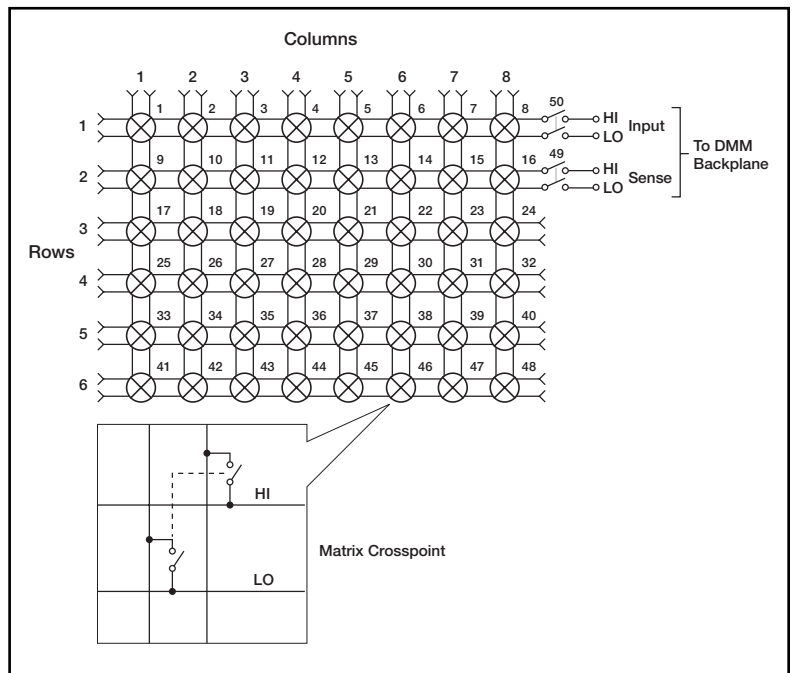 Columns
1 2 3 4 5 6 7 8
1 1 2 3 4 5 6 7 8 50 HI Input
LO
To DMM
Backplane
2 9 10 11 12 13 14 15 16 49 HI Sense
LO
3 17 18 19 20 21 22 23 24
Rows
4 25 26 27 28 29 30 31 32
5 33 34 35 36 37 38 39 40
6 41 42 43 44 45 46 47 48
HI
Matrix Crosspoint
LO